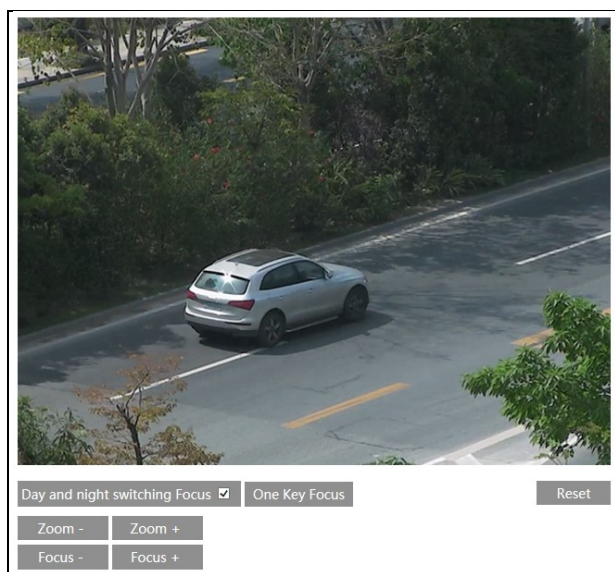 Day and night switching Focus One Key Focus Reset
Zoom - Zoom +
Focus - Focus +